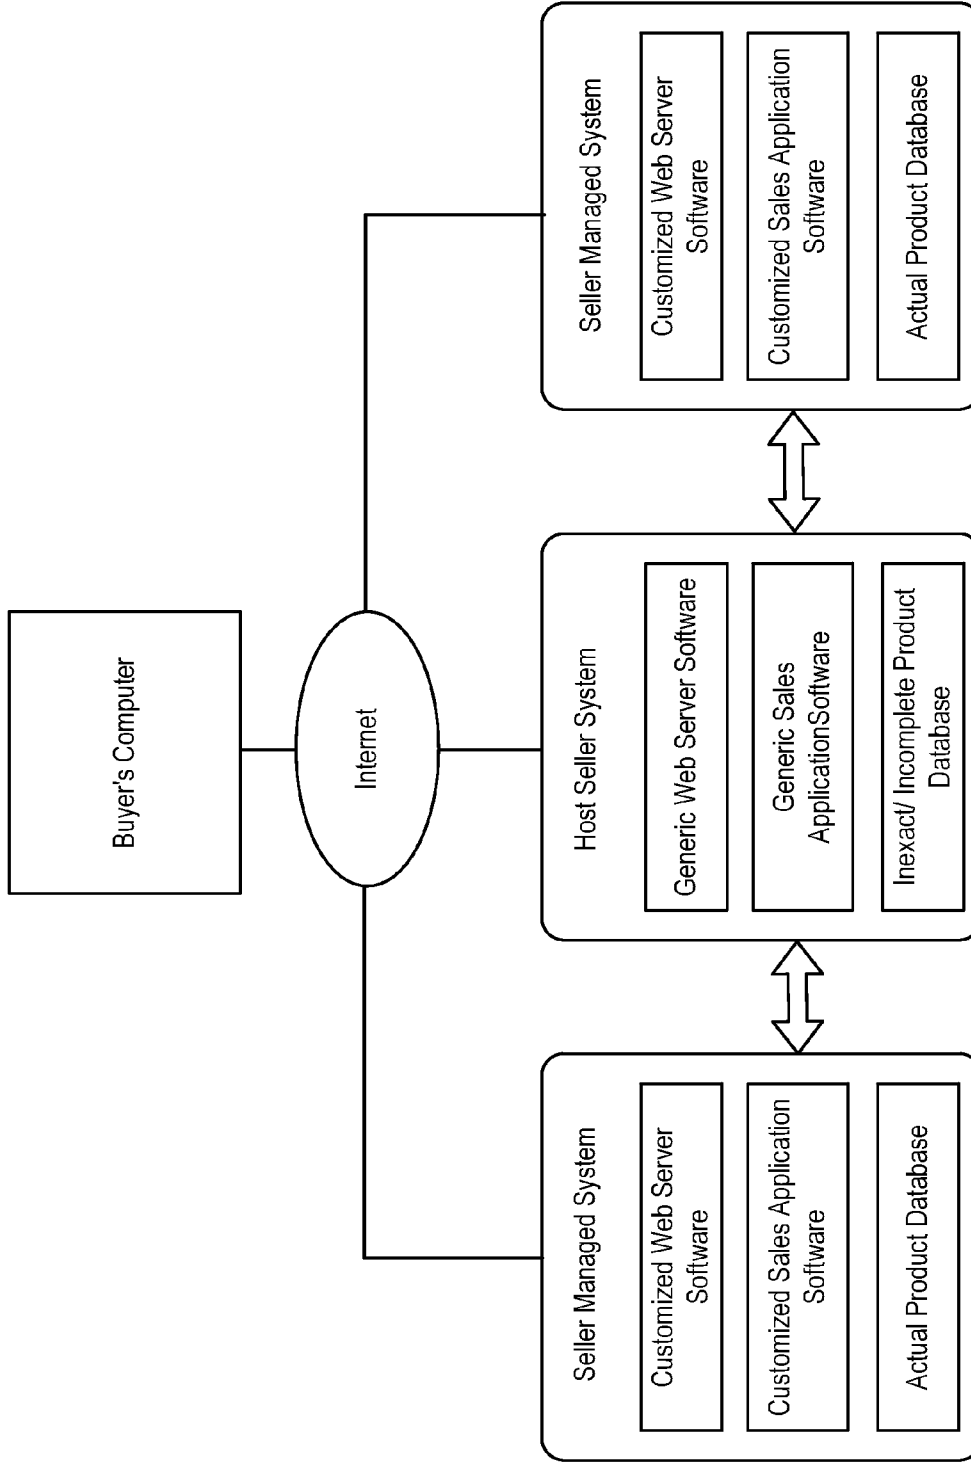 Buyer's Computer
Internet
Seller Managed System
Customized Web Server
Software
Customized Sales Application
Software
Actual Product Database
Host Seller System
Generic Web Server Software
Generic Sales
ApplicationSoftware
Inexact/ Incomplete Product
Database
Seller Managed System
Customized Web Server
Software
Customized Sales Application
Software
Actual Product Database